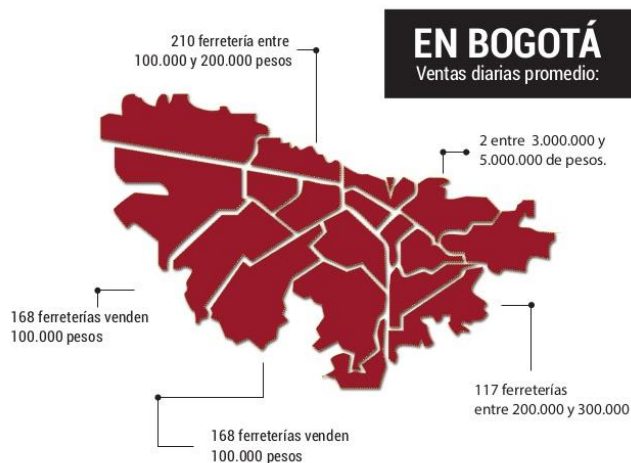 EN BOGOTÁ
Ventas diarias promedio:
210 ferretería entre
100.000 y 200.000 pesos
2 entre 3.000.000 y
5.000.000 de pesos.
168 ferreterías venden
100.000 pesos
117 ferreterías
entre 200.000 y 300.000
168 ferreterías venden
100.000 pesos